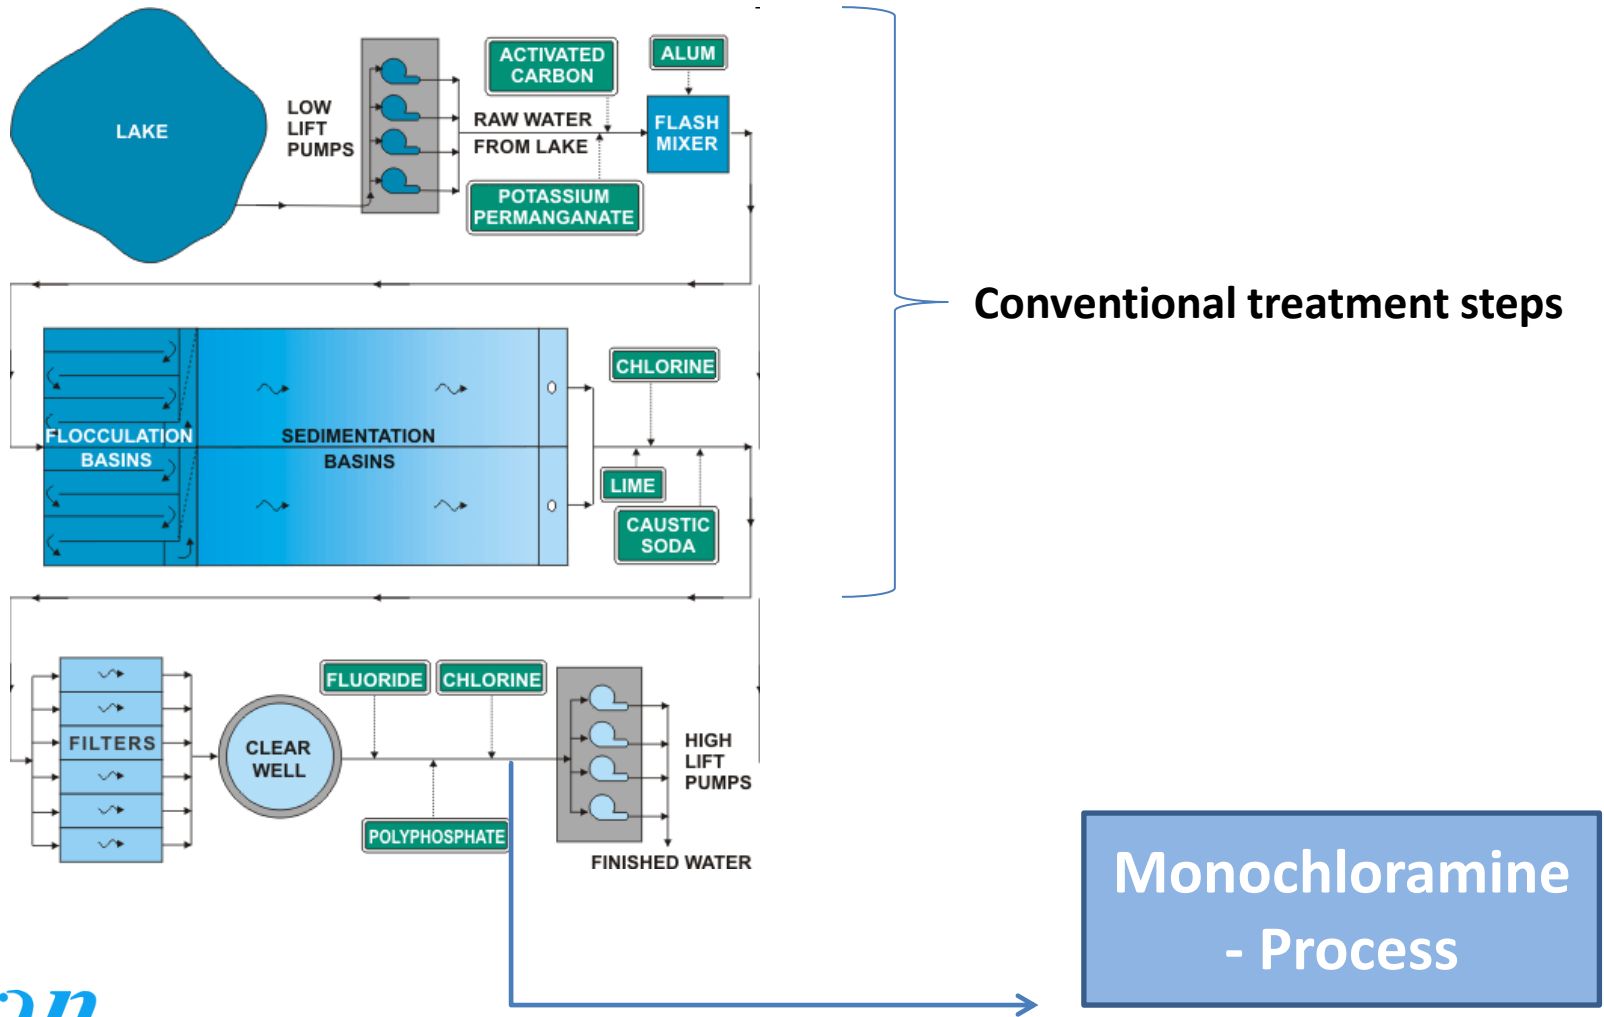 LAKE
LOW
LIFT
PUMPS
ACTIVATED
CARBON
ALUM
RAW WATER
FROM LAKE
FLASH
MIXER
POTASSIUM
PERMANGANATE
Conventional treatment steps
FLOCCULATION
BASINS
SEDIMENTATION
BASINS
CHLORINE
LIME
CAUSTIC
SODA
FILTERS
CLEAR
WELL
FLUORIDE
CHLORINE
POLYPHOSPHATE
HIGH
LIFT
PUMPS
FINISHED WATER
Monochloramine
- Process